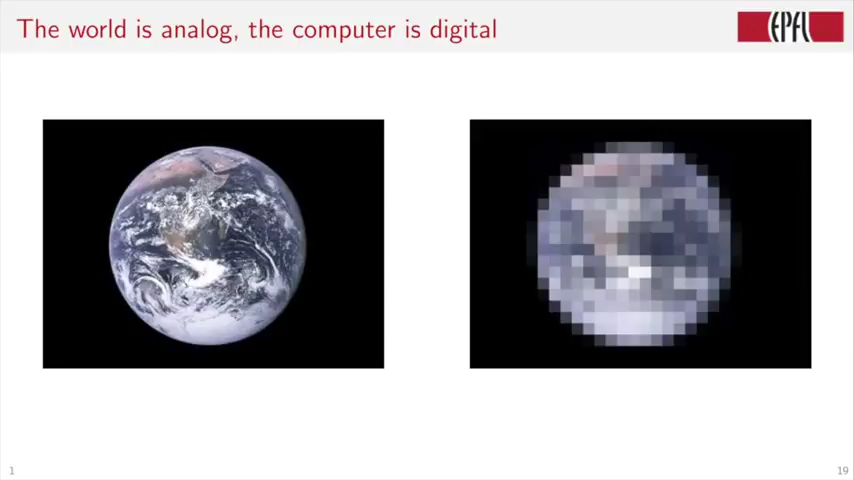 The world is analog, the computer is digital
EPFL
1
19